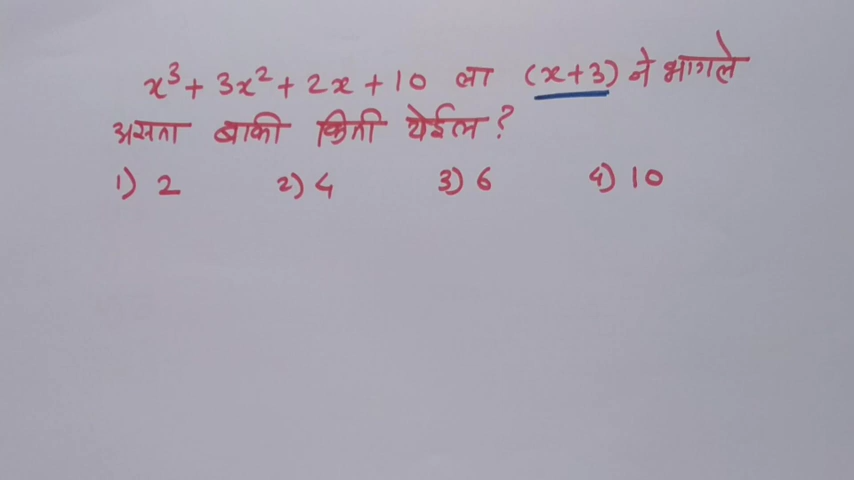 x³ + 3x² + 2x + 10 ला (x+3) ने भागले
असता बाकी किती येईल?
1) 2 2) 4 3) 6 4) 10